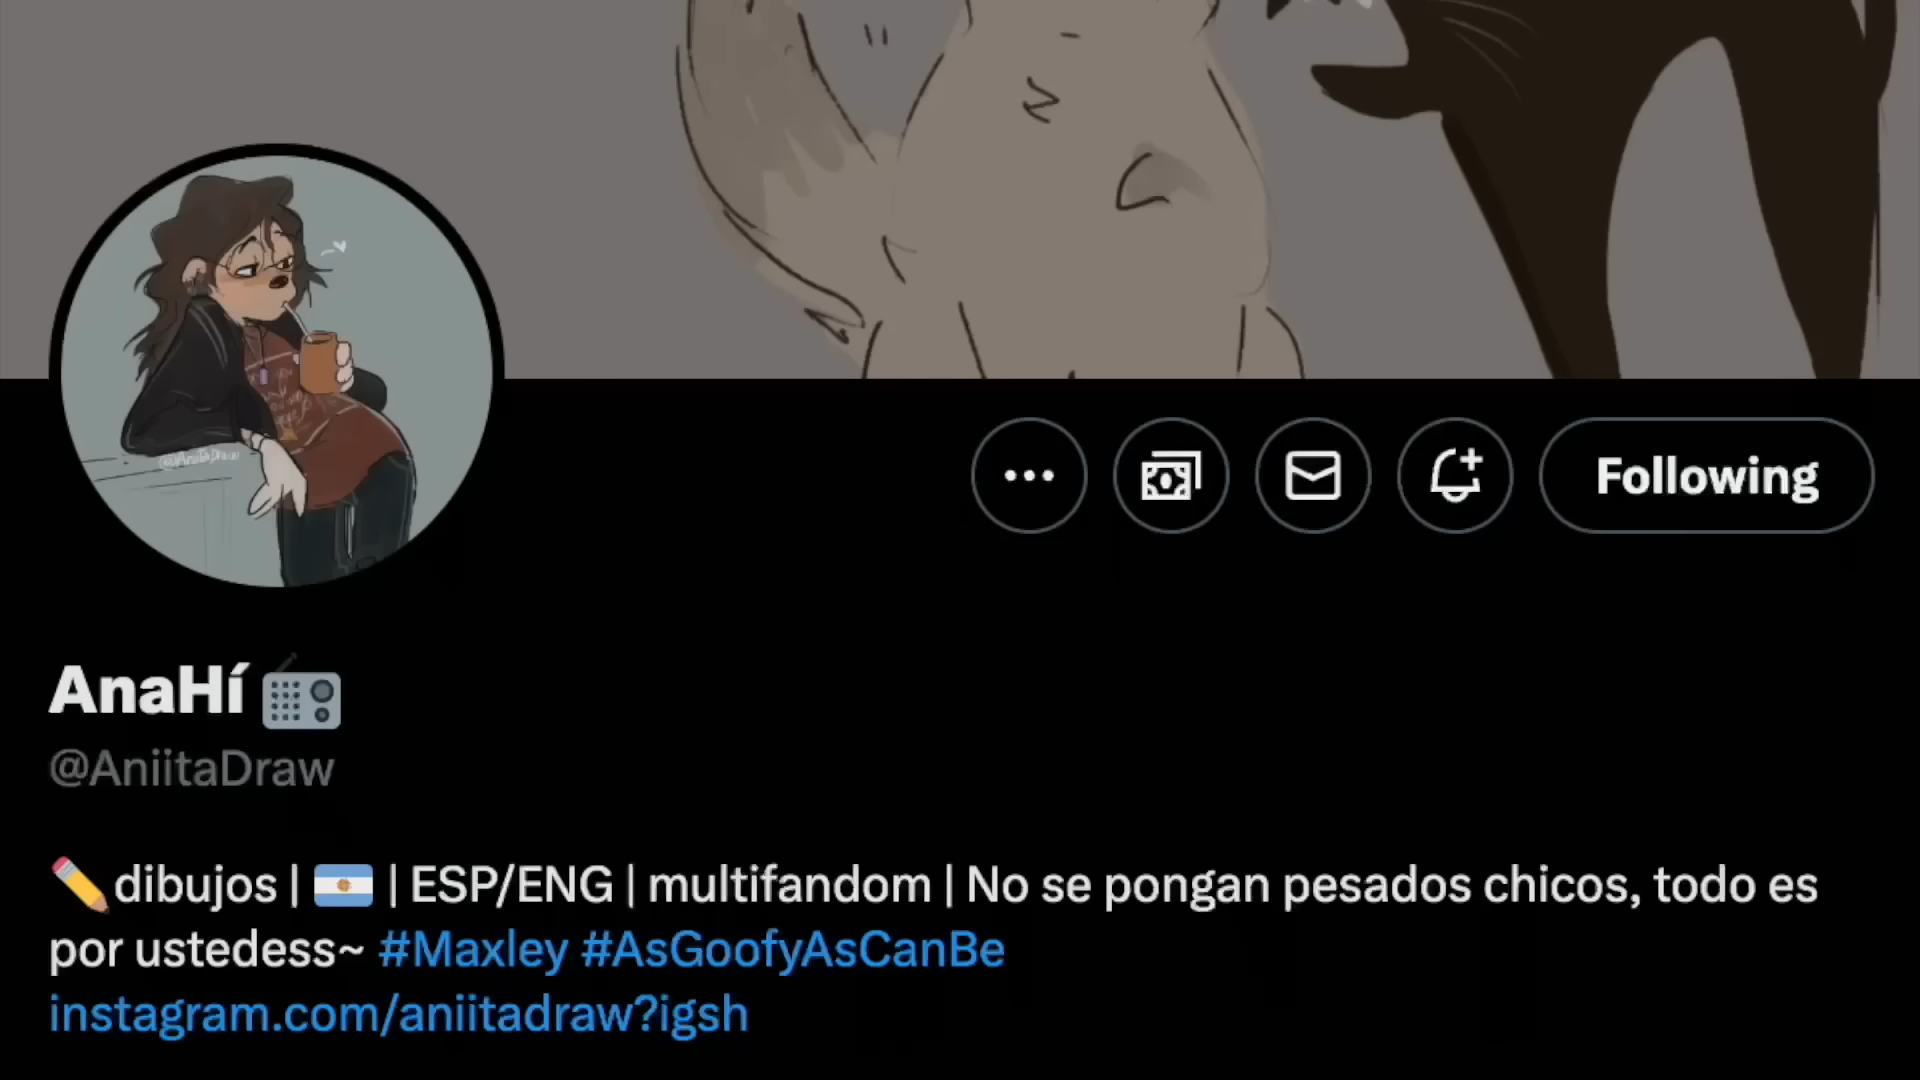 @AniitaDraw
Following
AnaHí
@AniitaDraw
dibujos | | ESP/ENG | multifandom | No se pongan pesados chicos, todo es
por ustedess~ #Maxley #AsGoofyAsCanBe
instagram.com/aniitadraw?igsh